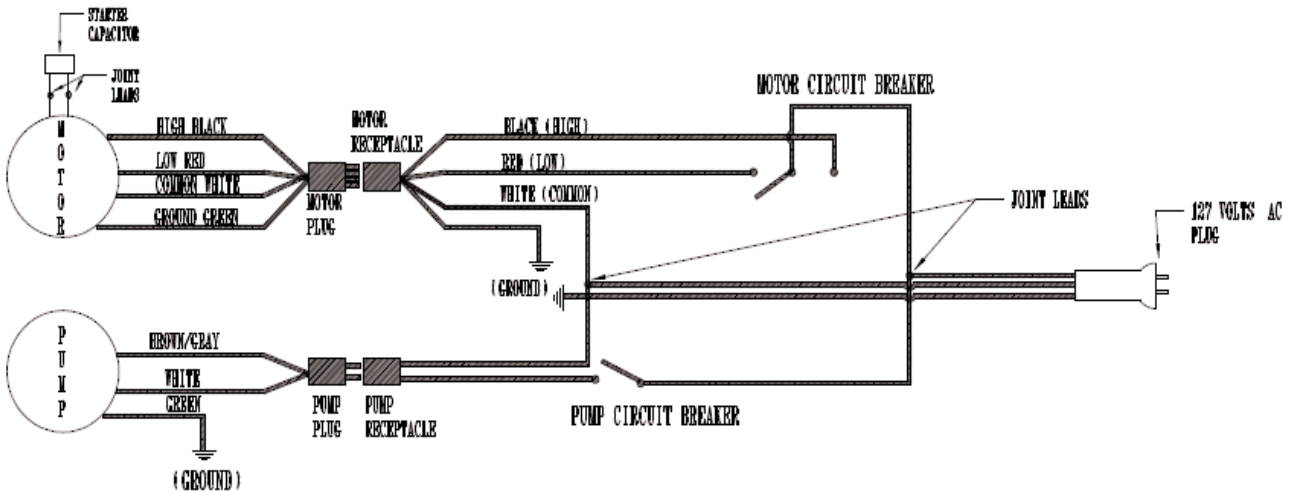 STARTER
CAPACITOR
JOINT
LEADS
MOTOR
HIGH BLACK
LOW RED
COMMON WHITE
GROUND GREEN
MOTOR
PLUG
MOTOR
RECEPTACLE
BLACK (HIGH)
RED (LOW)
WHITE (COMMON)
(GROUND)
MOTOR CIRCUIT BREAKER
JOINT LEADS
127 VOLTS AC
PLUG
PUMP
BROWN/GRAY
WHITE
GREEN
(GROUND)
PUMP
PLUG
PUMP
RECEPTACLE
PUMP CIRCUIT BREAKER